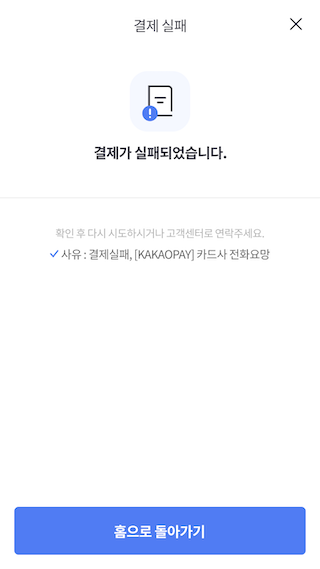 결제 실패
결제가 실패되었습니다.
확인 후 다시 시도하시거나 고객센터로 연락주세요.
사유 : 결제실패, [KAKAOPAY] 카드사 전화요망
홈으로 돌아가기